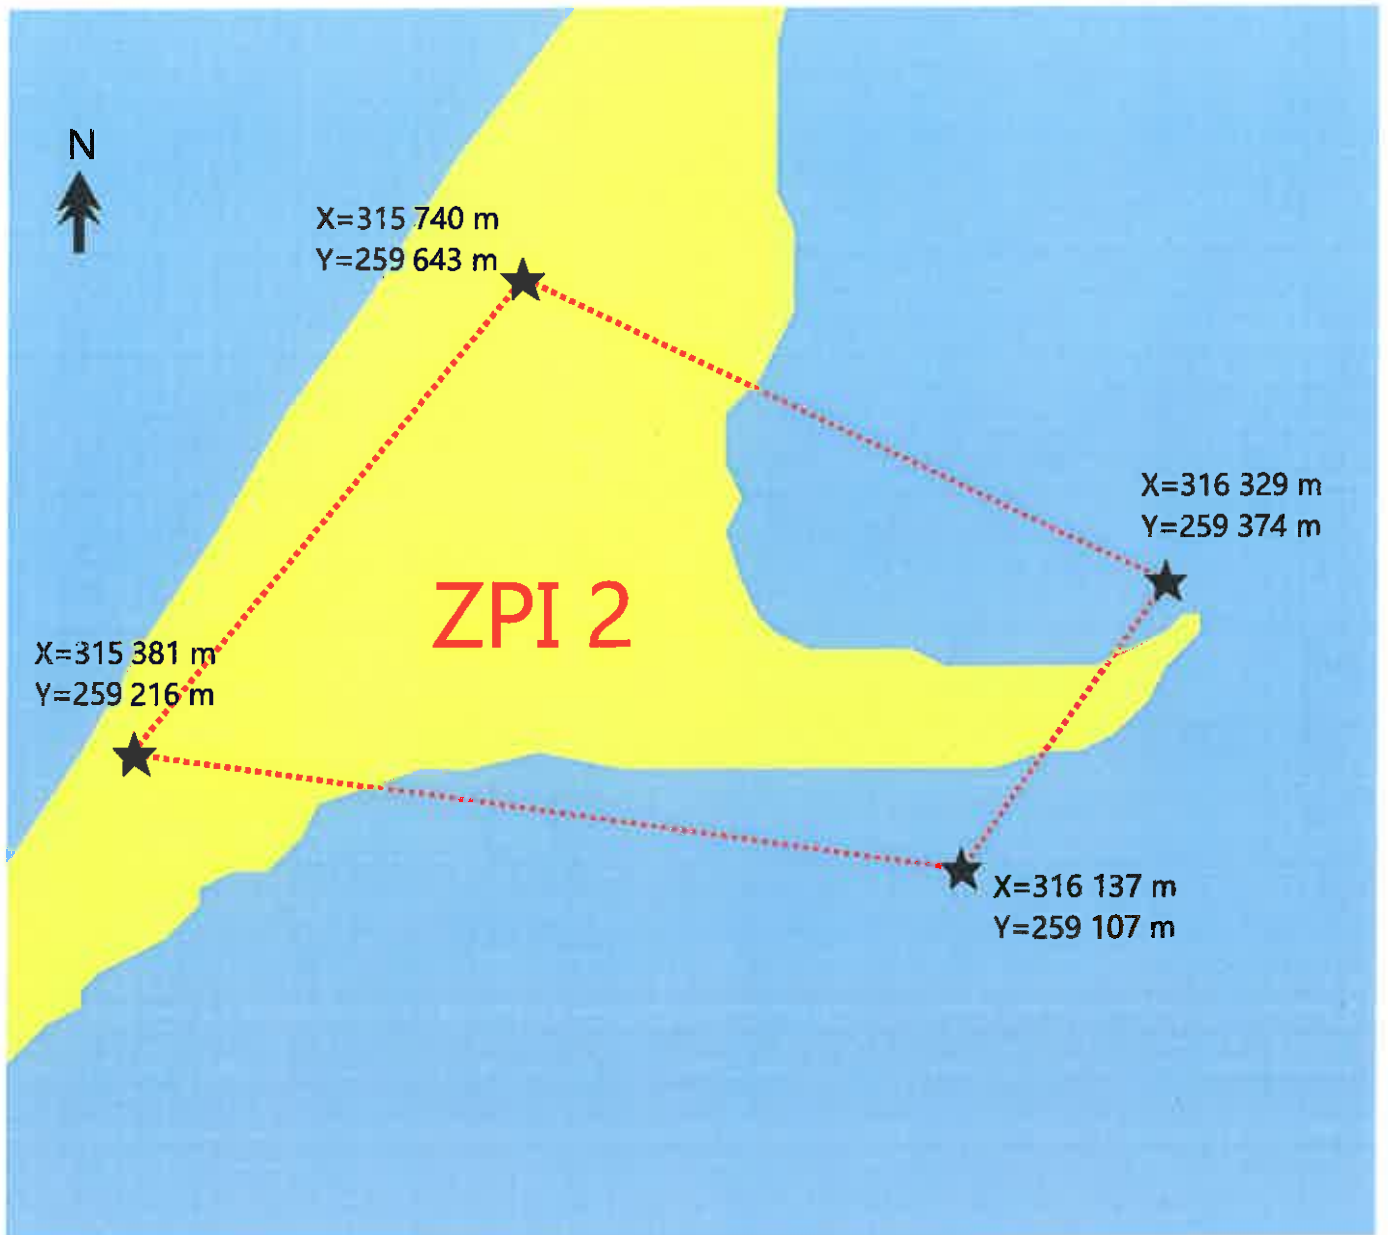 N
X=315 740 m
Y=259 643 m
X=316 329 m
Y=259 374 m
ZPI 2
X=315 381 m
Y=259 216 m
X=316 137 m
Y=259 107 m